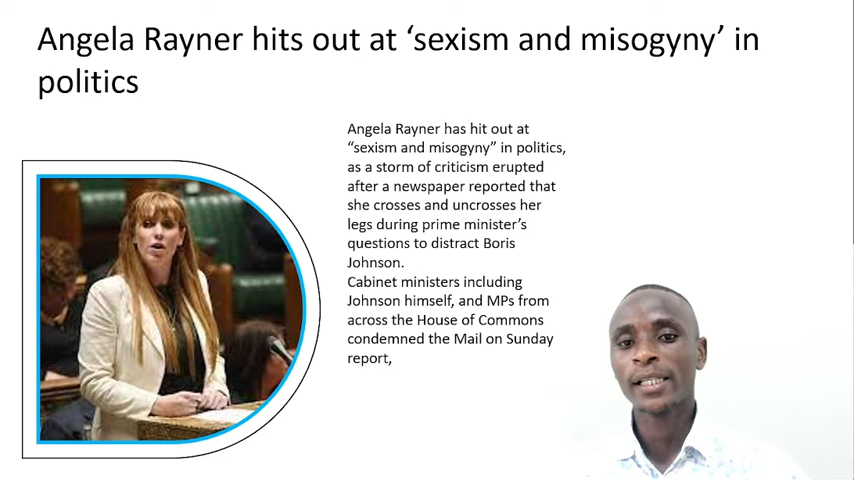 Angela Rayner hits out at ‘sexism and misogyny’ in
politics
Angela Rayner has hit out at
“sexism and misogyny” in politics,
as a storm of criticism erupted
after a newspaper reported that
she crosses and uncrosses her
legs during prime minister’s
questions to distract Boris
Johnson.
Cabinet ministers including
Johnson himself, and MPs from
across the House of Commons
condemned the Mail on Sunday
report,